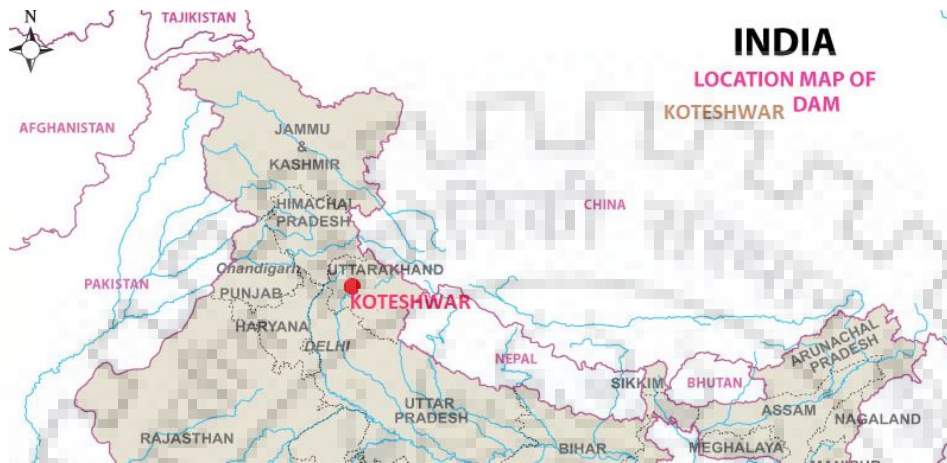 N
TAJIKISTAN
INDIA
LOCATION MAP OF
KOTESHWAR DAM
AFGHANISTAN
JAMMU
&
KASHMIR
HIMACHAL
PRADESH
CHINA
PAKISTAN
Chandigarh
UTTARAKHAND
PUNJAB
KOTESHWAR
HARYANA
DELHI
NEPAL
ARUNACHAL
PRADESH
SIKKIM
BHUTAN
UTTAR
PRADESH
ASSAM
NAGALAND
RAJASTHAN
BIHAR
MEGHALAYA
MANIPUR